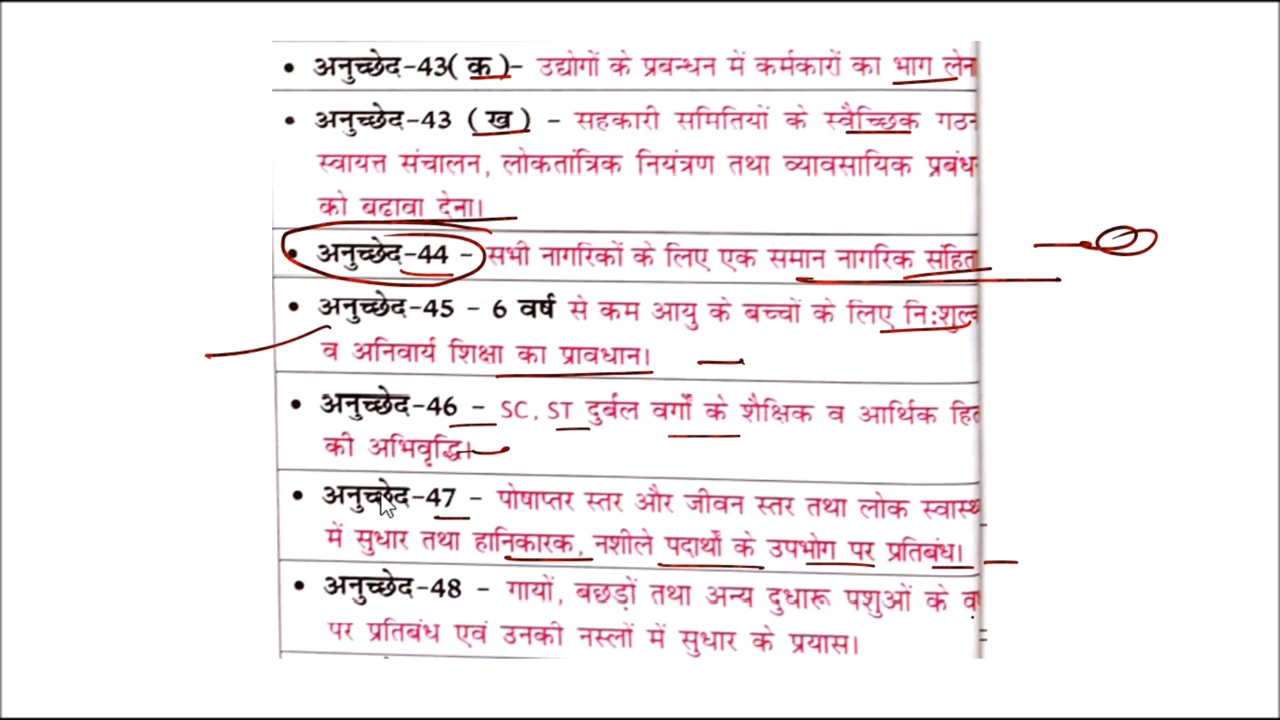 • अनुच्छेद-43(क)- उद्योगों के प्रबन्धन में कर्मकारों का भाग लेन
• अनुच्छेद-43 (ख) - सहकारी समितियों के स्वैच्छिक गठन
स्वायत्त संचालन, लोकतांत्रिक नियंत्रण तथा व्यावसायिक प्रबंध
को बढावा देना।
• अनुच्छेद-44 - सभी नागरिकों के लिए एक समान नागरिक संहित
• अनुच्छेद-45 - 6 वर्ष से कम आयु के बच्चों के लिए नि:शुल्
व अनिवार्य शिक्षा का प्रावधान।
• अनुच्छेद-46 - SC, ST दुर्बल वर्गों के शैक्षिक व आर्थिक हित
की अभिवृद्धि।
• अनुच्छेद-47 - पोषाप्तर स्तर और जीवन स्तर तथा लोक स्वास्थ
में सुधार तथा हानिकारक, नशीले पदार्थों के उपभोग पर प्रतिबंध।
• अनुच्छेद-48 - गायों, बछड़ों तथा अन्य दुधारू पशुओं के व
पर प्रतिबंध एवं उनकी नस्लों में सुधार के प्रयास।